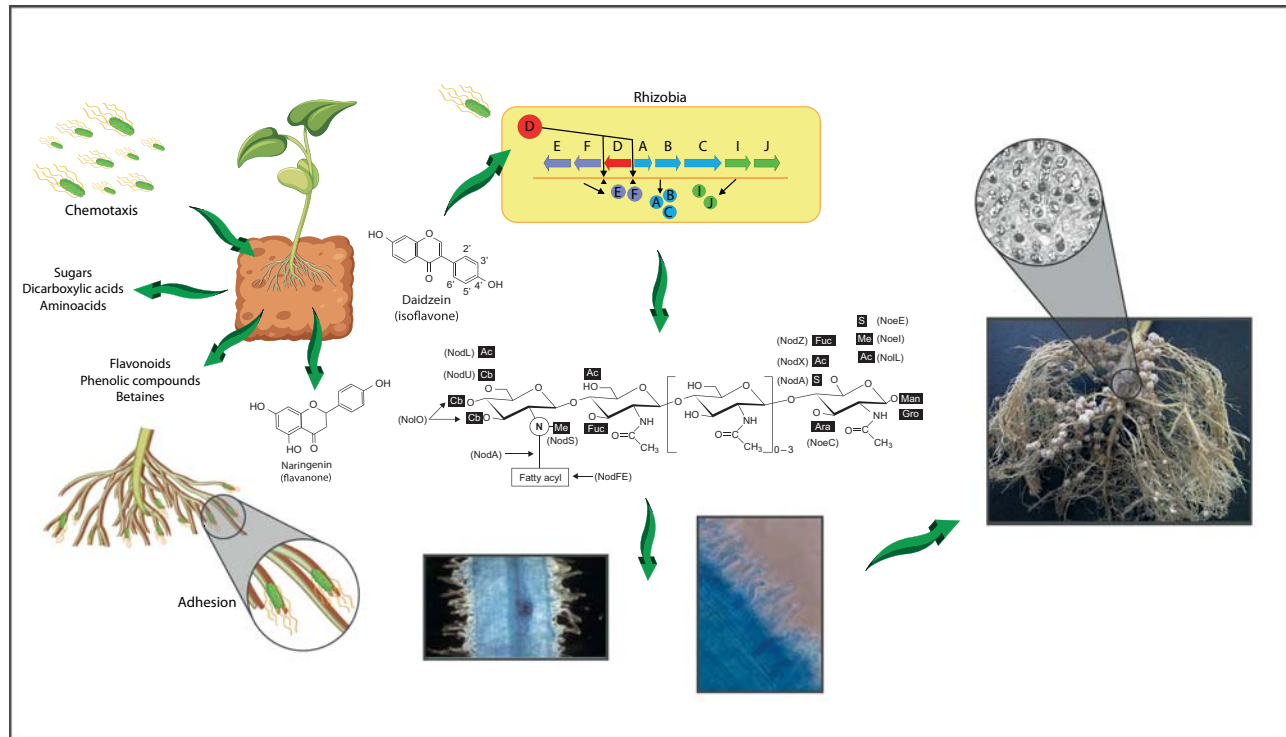 Chemotaxis
Sugars
Dicarboxylic acids
Aminoacids
Flavonoids
Phenolic compounds
Betaines
HO
O
OH
O
HO
Naringenin
(flavanone)
Adhesion
HO
O
O
2'
3'
4'
OH
5'
6'
Daidzein
(isoflavone)
Rhizobia
D
E F D A B C I J
E F A B C I J
(NodL) Ac
(NodU) Cb
(NolO) Cb
Cb
O
O
O
O
N
Me
(NodS)
(NodA)
Fatty acyl
(NodFE)
Ac
HO
O
O
O
Fuc
NH
O
CH3
HO
O
O
HO
NH
O
CH3
0–3
S (NoeE)
(NodZ) Fuc Me (NoeI)
(NodX) Ac Ac (NolL)
(NodA) S
O
O
O
O
O
Man
Gro
Ara
(NoeC)
NH
O
CH3